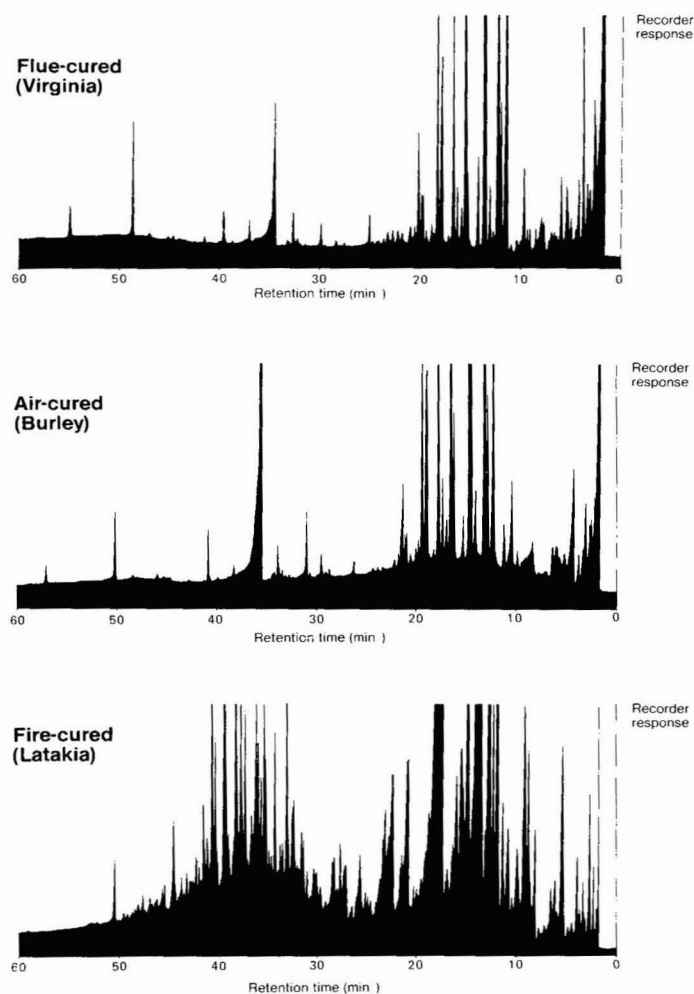 Recorder
response
Flue-cured
(Virginia)
60 50 40 30 20 10 0
Retention time (min )
Recorder
response
Air-cured
(Burley)
60 50 40 30 20 10 0
Retention time (min )
Recorder
response
Fire-cured
(Latakia)
60 50 40 30 20 10 0
Retention time (min )